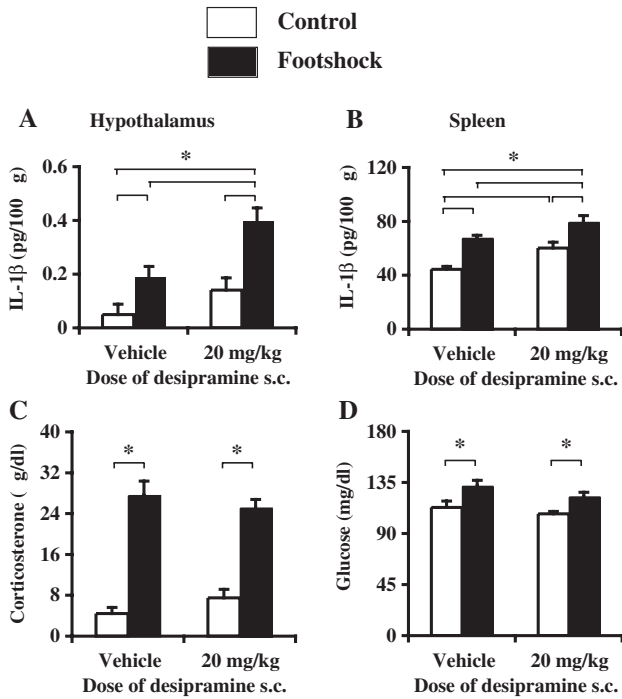 Control
Footshock
A Hypothalamus
B Spleen
*
*
IL-1β (pg/100 g)
0.6
0.4
0.2
0
IL-1β (pg/100 g)
120
80
40
0
Vehicle 20 mg/kg
Dose of desipramine s.c.
Vehicle 20 mg/kg
Dose of desipramine s.c.
C
D
Corticosterone ( g/dl)
40
32
24
16
8
0
* *
Glucose (mg/dl)
180
135
90
45
0
* *
Vehicle 20 mg/kg
Dose of desipramine s.c.
Vehicle 20 mg/kg
Dose of desipramine s.c.